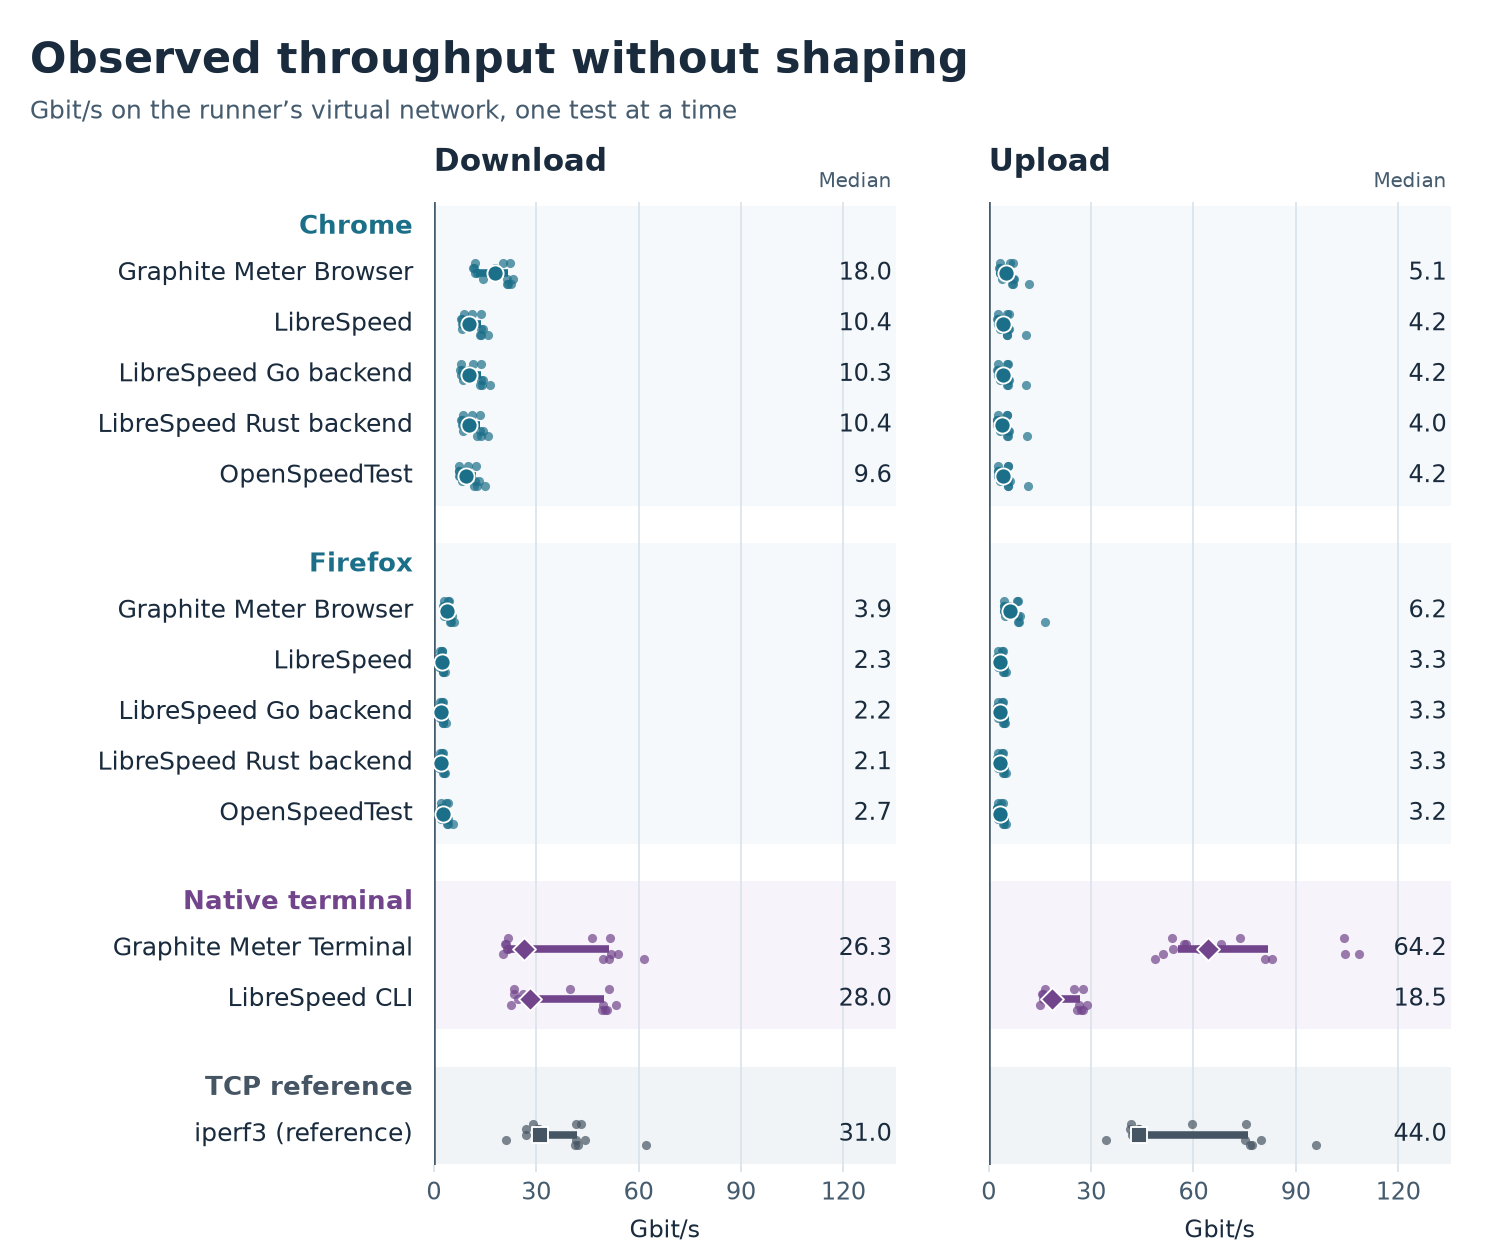 Observed throughput without shaping
Gbit/s on the runner’s virtual network, one test at a time
Download
Median
Upload
Median
Chrome
Graphite Meter Browser 18.0 5.1
LibreSpeed 10.4 4.2
LibreSpeed Go backend 10.3 4.2
LibreSpeed Rust backend 10.4 4.0
OpenSpeedTest 9.6 4.2
Firefox
Graphite Meter Browser 3.9 6.2
LibreSpeed 2.3 3.3
LibreSpeed Go backend 2.2 3.3
LibreSpeed Rust backend 2.1 3.3
OpenSpeedTest 2.7 3.2
Native terminal
Graphite Meter Terminal 26.3 64.2
LibreSpeed CLI 28.0 18.5
TCP reference
iperf3 (reference) 31.0 44.0
0 30 60 90 120 0 30 60 90 120
Gbit/s Gbit/s